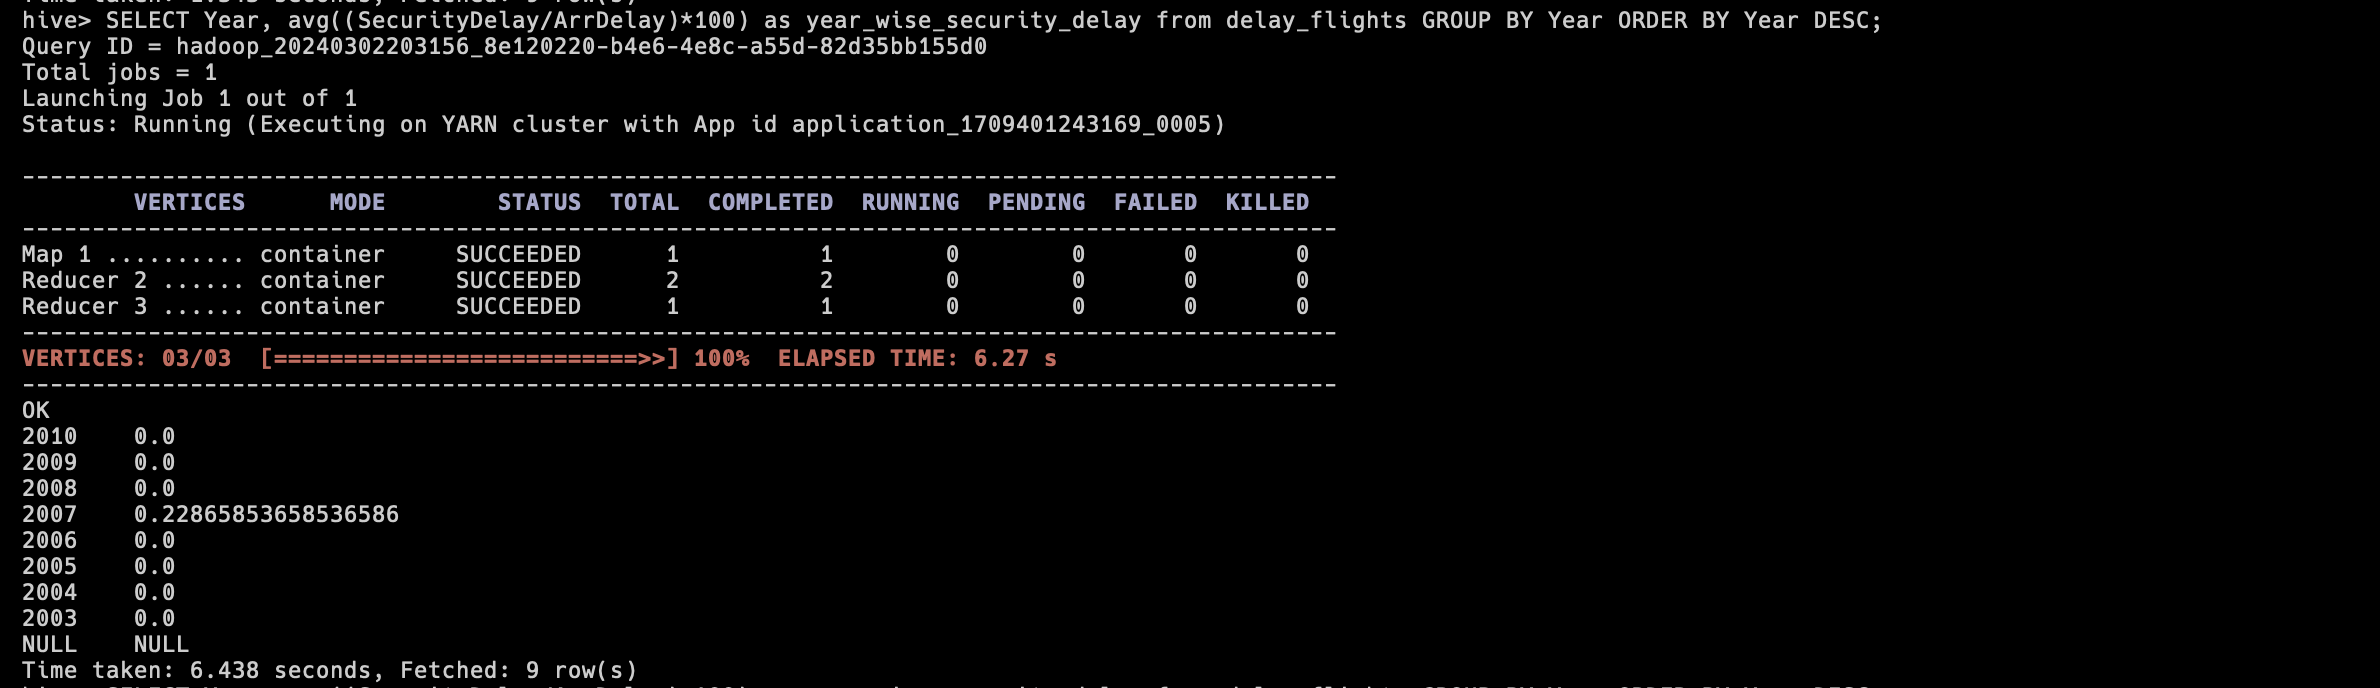 hive> SELECT Year, avg((SecurityDelay/ArrDelay)*100) as year_wise_security_delay from delay_flights GROUP BY Year ORDER BY Year DESC;
Query ID = hadoop_20240302203156_8e120220-b4e6-4e8c-a55d-82d35bb155d0
Total jobs = 1
Launching Job 1 out of 1
Status: Running (Executing on YARN cluster with App id application_1709401243169_0005)
----------------------------------------------------------------------------------------------
        VERTICES      MODE        STATUS  TOTAL  COMPLETED  RUNNING  PENDING  FAILED  KILLED
----------------------------------------------------------------------------------------------
Map 1 .......... container     SUCCEEDED      1          1        0        0       0       0
Reducer 2 ...... container     SUCCEEDED      2          2        0        0       0       0
Reducer 3 ...... container     SUCCEEDED      1          1        0        0       0       0
----------------------------------------------------------------------------------------------
VERTICES: 03/03  [==========================>>] 100%  ELAPSED TIME: 6.27 s
----------------------------------------------------------------------------------------------
OK
2010    0.0
2009    0.0
2008    0.0
2007    0.22865853658536586
2006    0.0
2005    0.0
2004    0.0
2003    0.0
NULL    NULL
Time taken: 6.438 seconds, Fetched: 9 row(s)